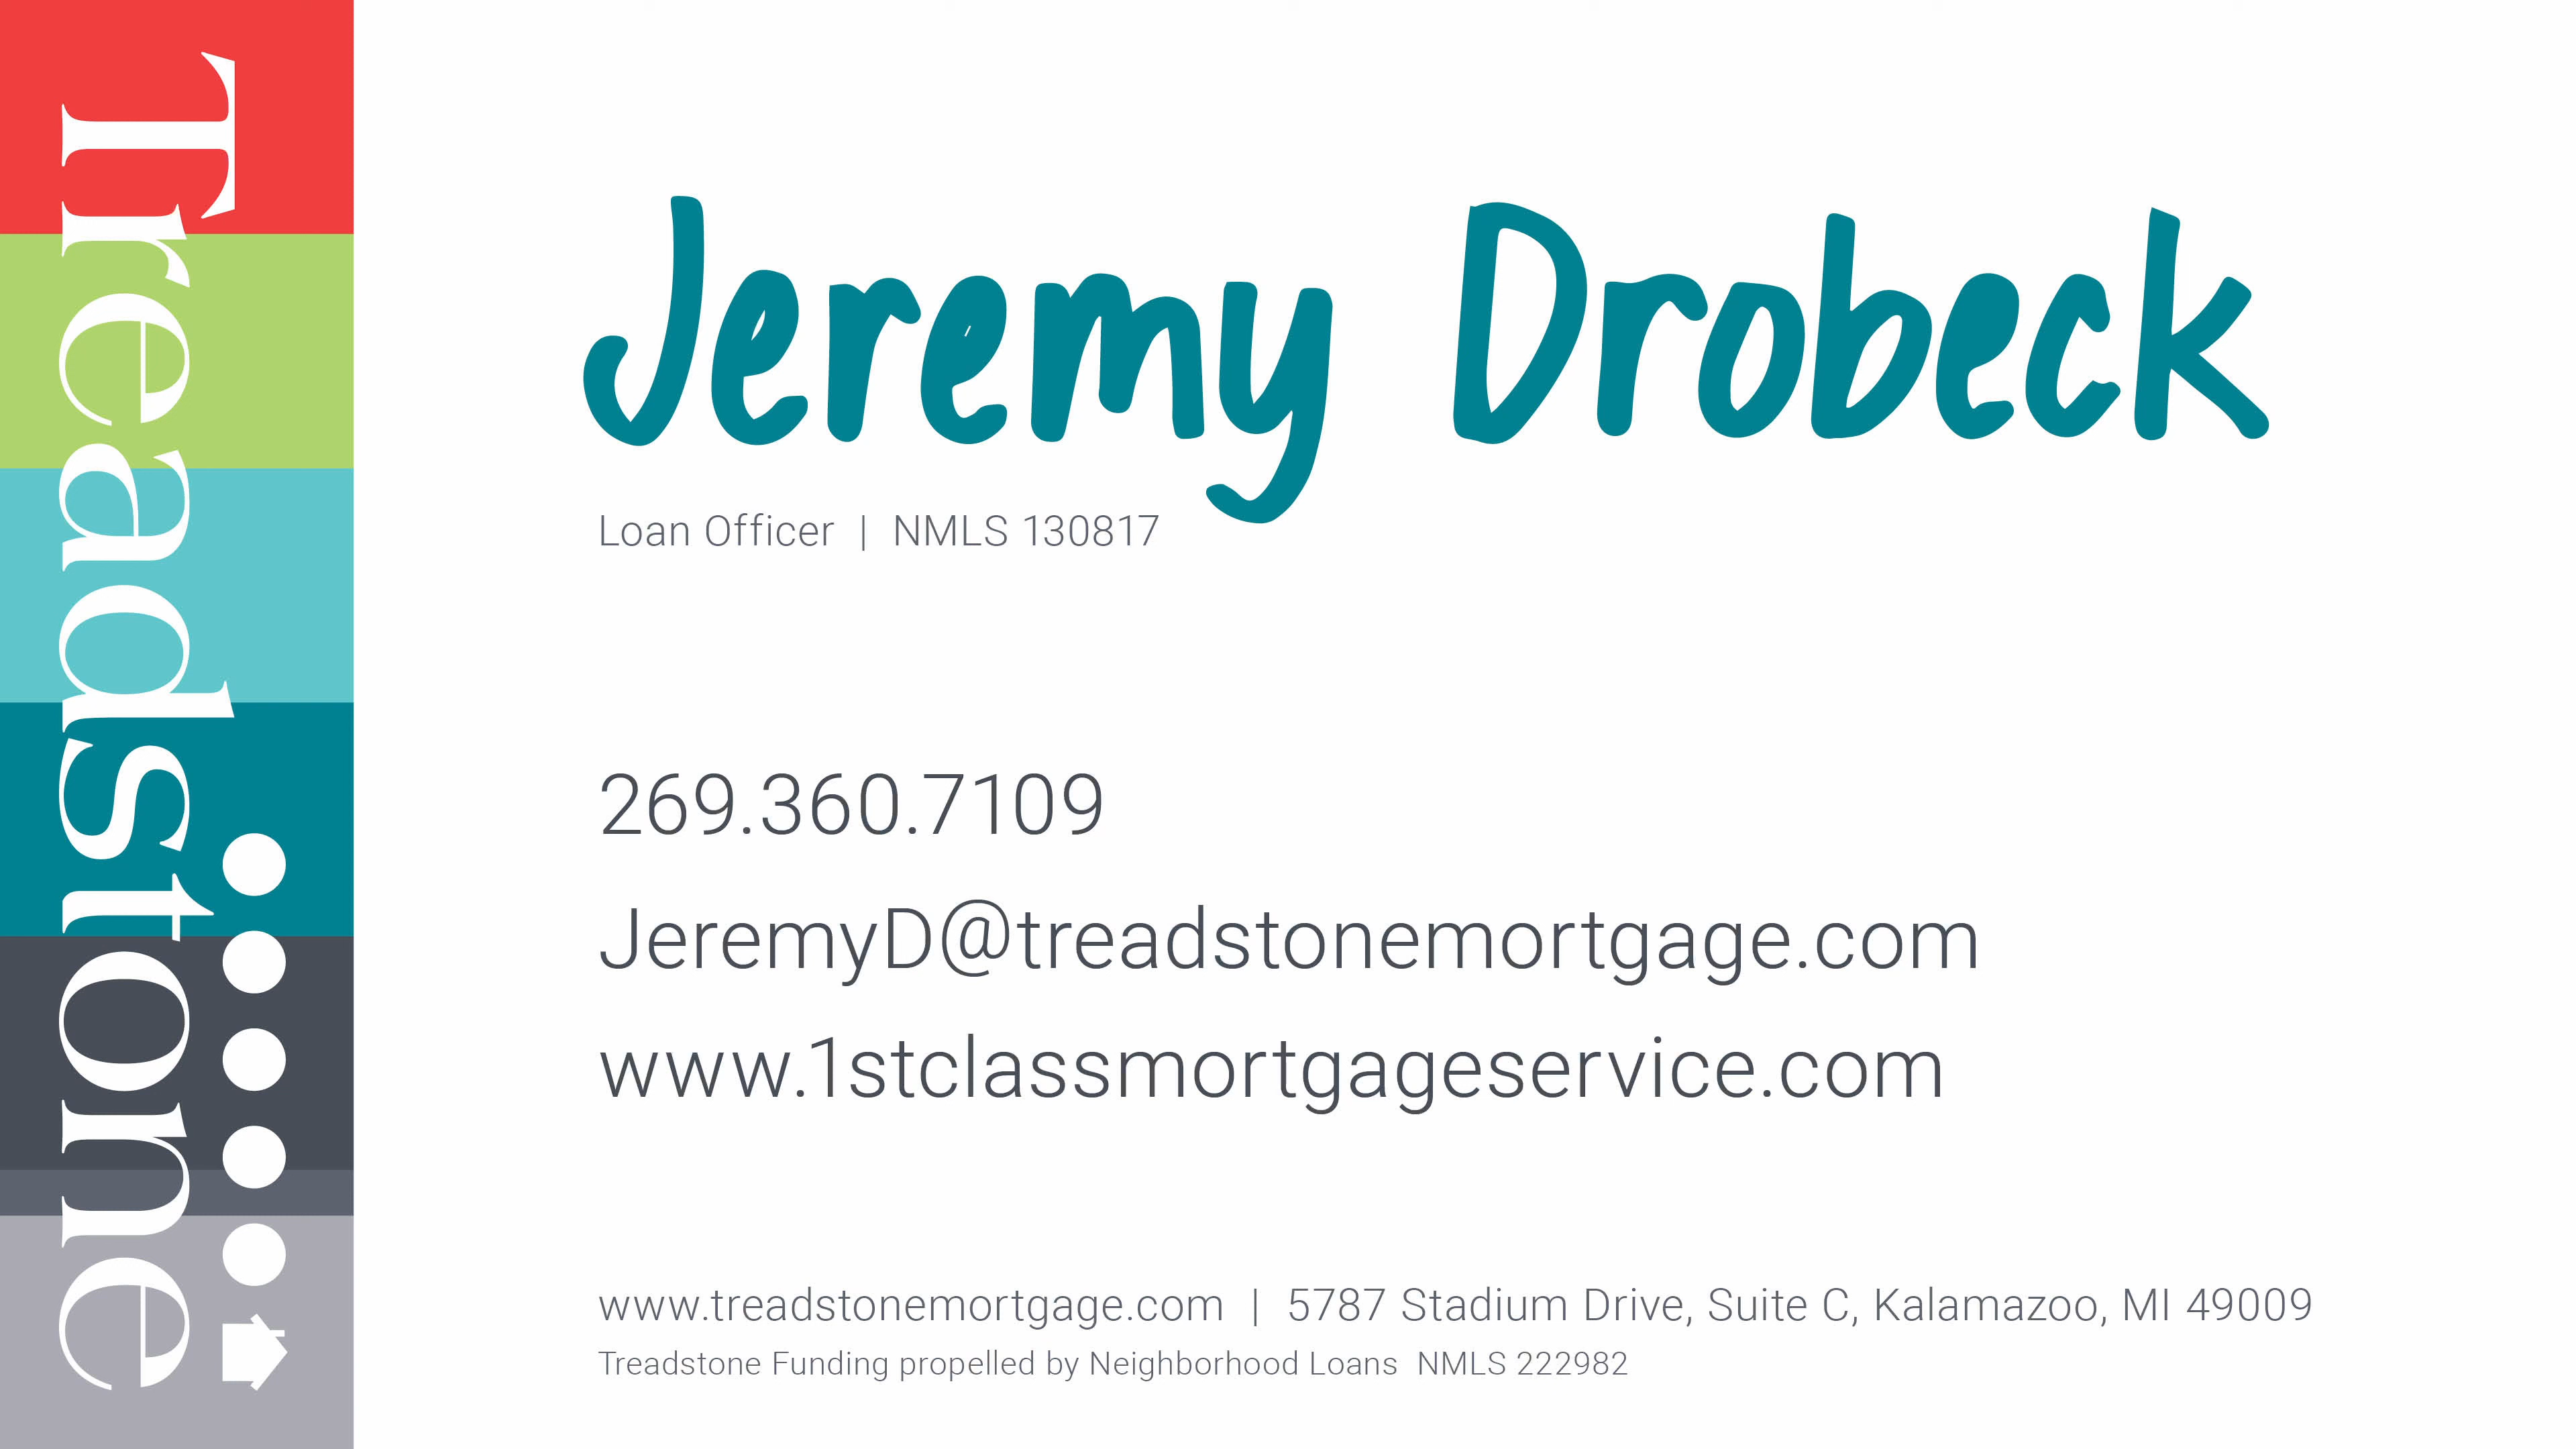 Treadstone
Jeremy Drobeck
Loan Officer | NMLS 130817
269.360.7109
JeremyD@treadstonemortgage.com
www.1stclassmortgageservice.com
www.treadstonemortgage.com | 5787 Stadium Drive, Suite C, Kalamazoo, MI 49009
Treadstone Funding propelled by Neighborhood Loans NMLS 222982